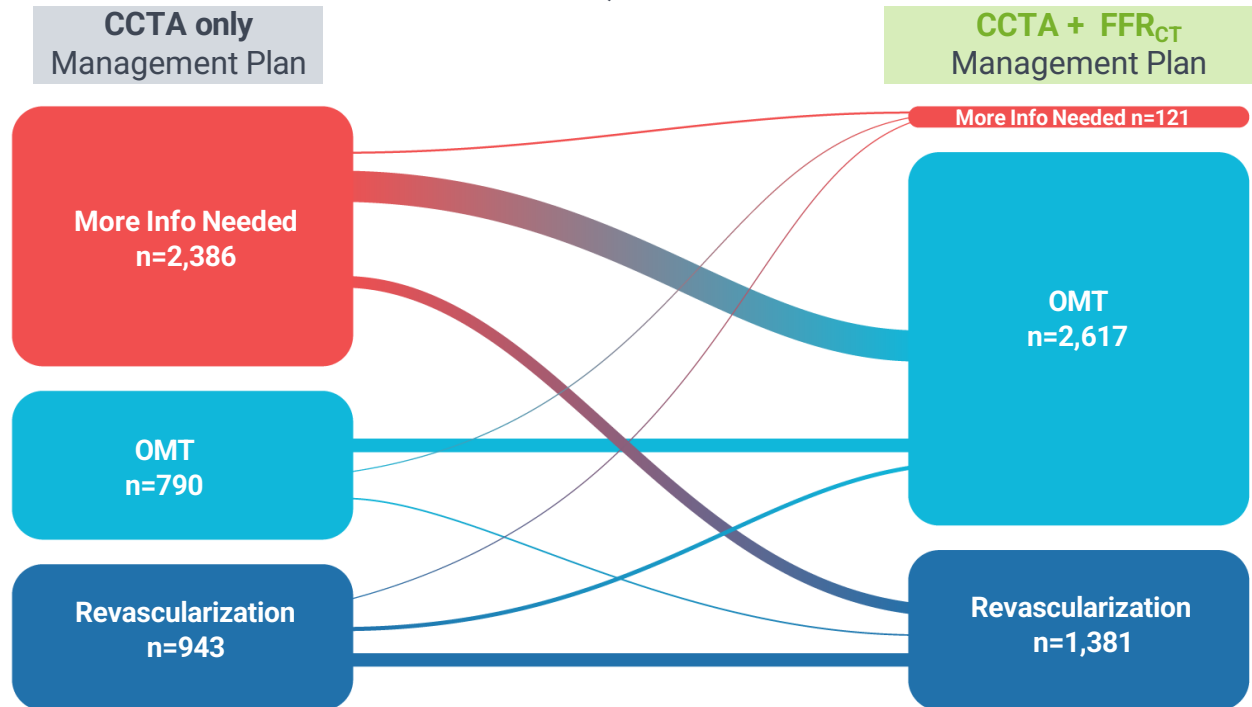 CCTA only
Management Plan
CCTA + FFRCT
Management Plan
More Info Needed
n=2,386
OMT
n=790
Revascularization
n=943
More Info Needed n=121
OMT
n=2,617
Revascularization
n=1,381